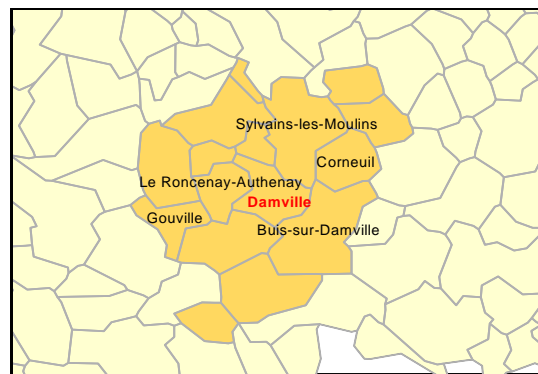 Sylvains-les-Moulins
Corneuil
Le Roncenay-Authenay
Damville
Gouville
Buis-sur-Damville